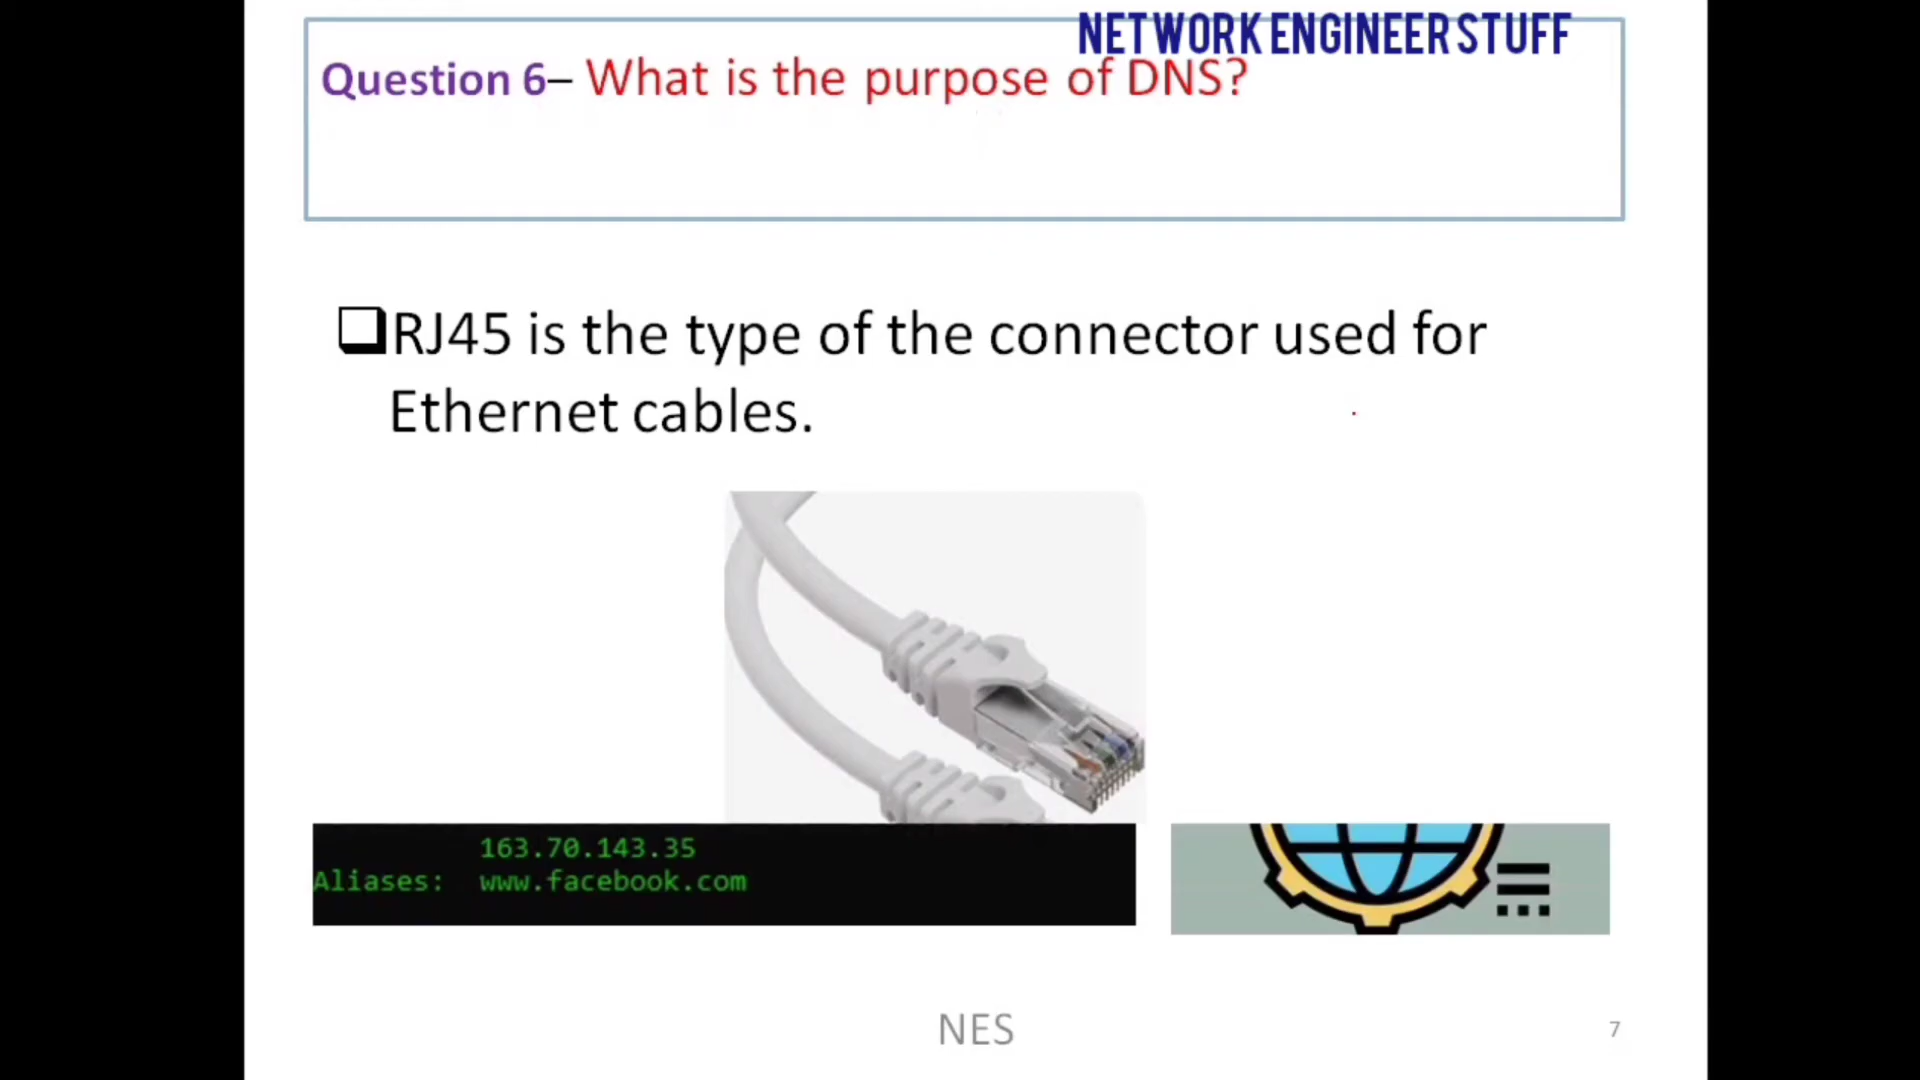 NETWORK ENGINEER STUFF
Question 6– What is the purpose of DNS?
RJ45 is the type of the connector used for
Ethernet cables.
163.70.143.35
Aliases: www.facebook.com
NES
7